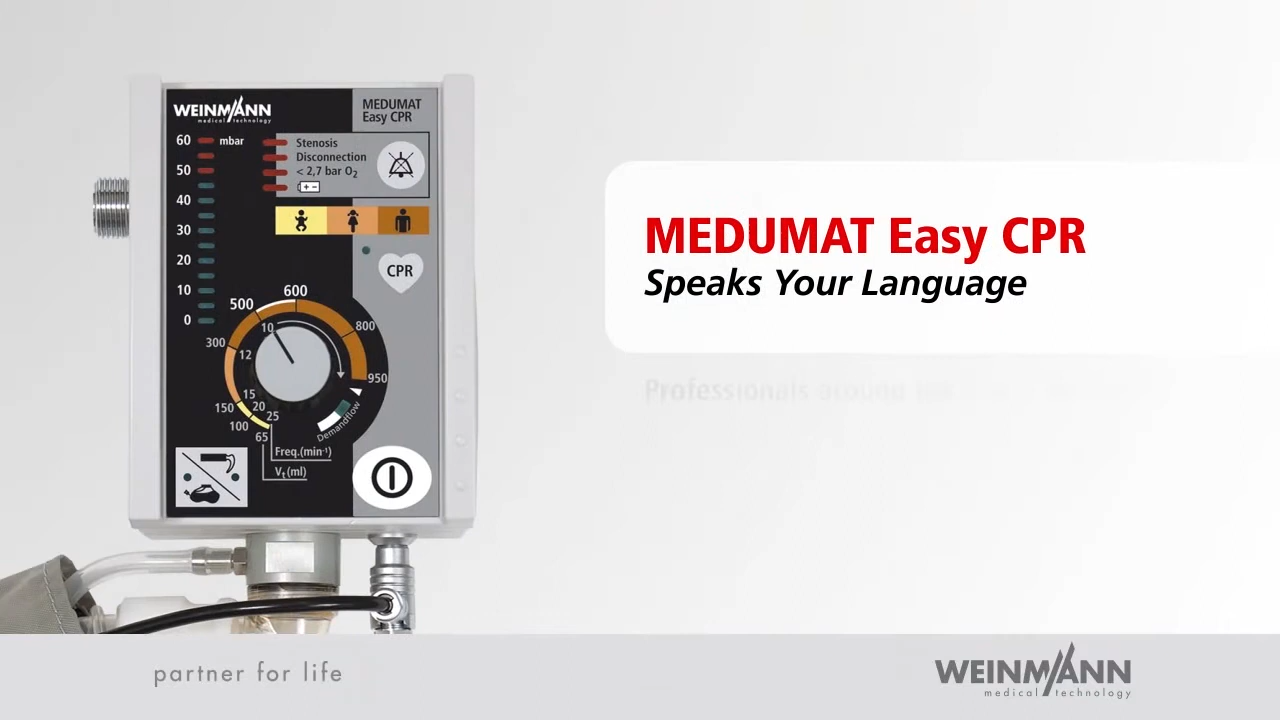 WEINMANN
medical technology
MEDUMAT
Easy CPR
60 mbar
50
40
30
20
10
0
Stenosis
Disconnection
< 2,7 bar O₂
+ -
CPR
600
500
800
10
300
12
950
15
150
20
25
100
65
Demandflow
Freq.(min⁻¹)
Vt(ml)
MEDUMAT Easy CPR
Speaks Your Language
Professionals around
partner for life
WEINMANN
medical technology